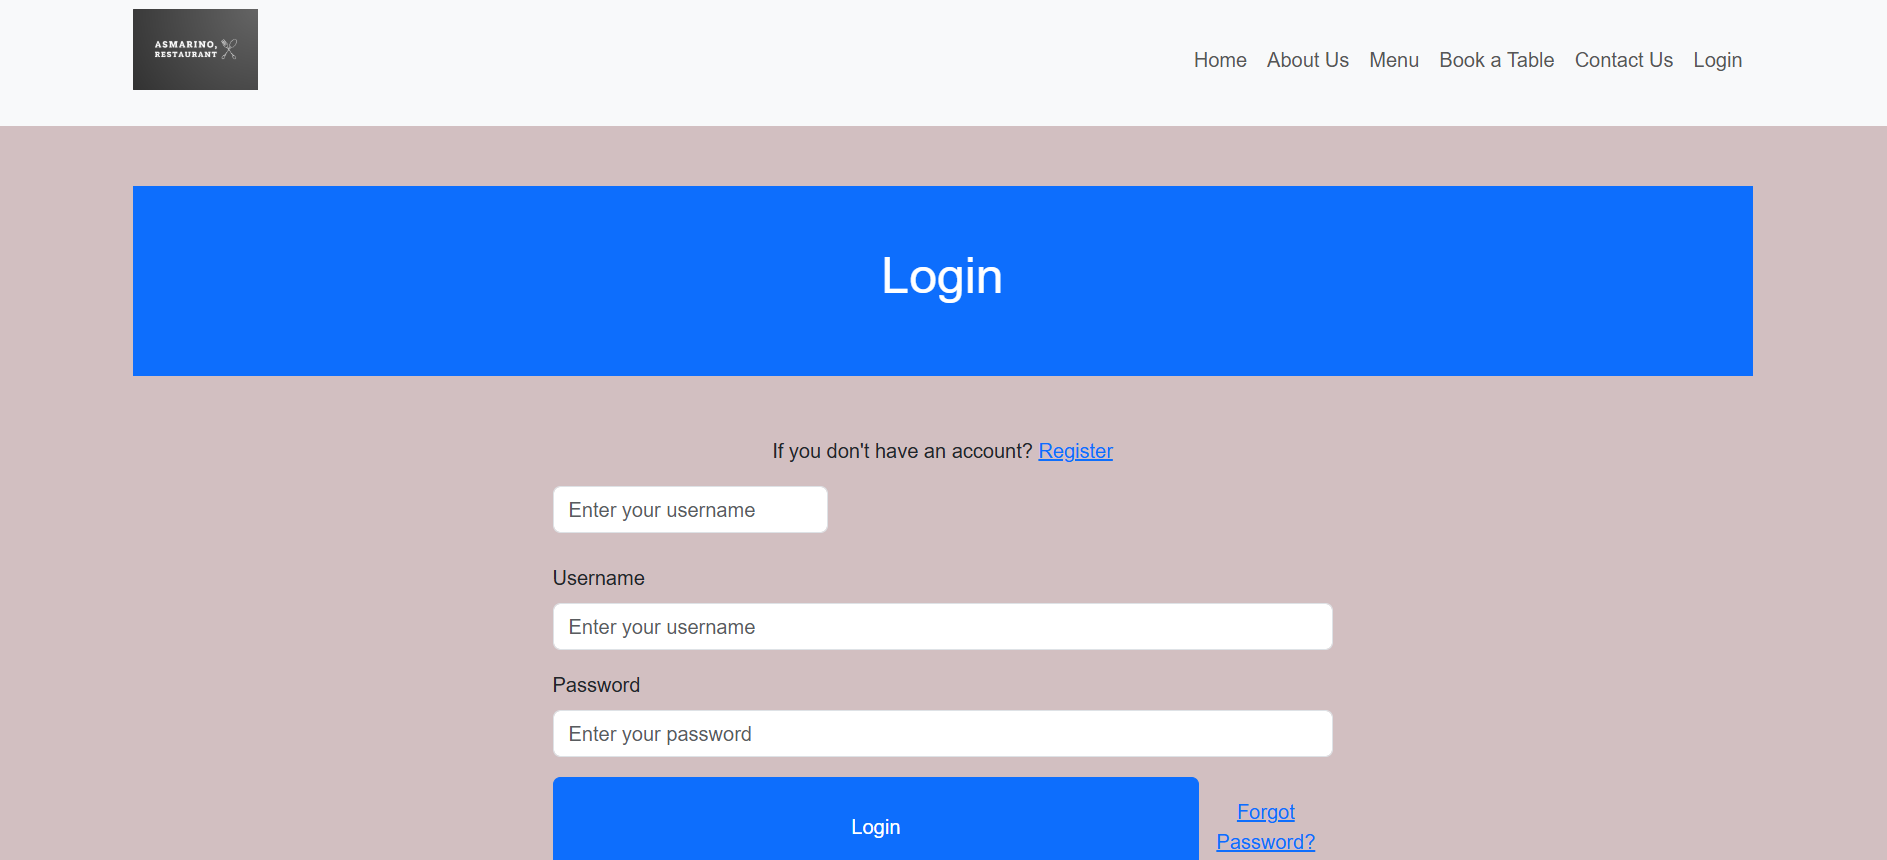 ASMARINO,
RESTAURANT
Home About Us Menu Book a Table Contact Us Login
Login
If you don't have an account? Register
Enter your username
Username
Enter your username
Password
Enter your password
Login
Forgot
Password?